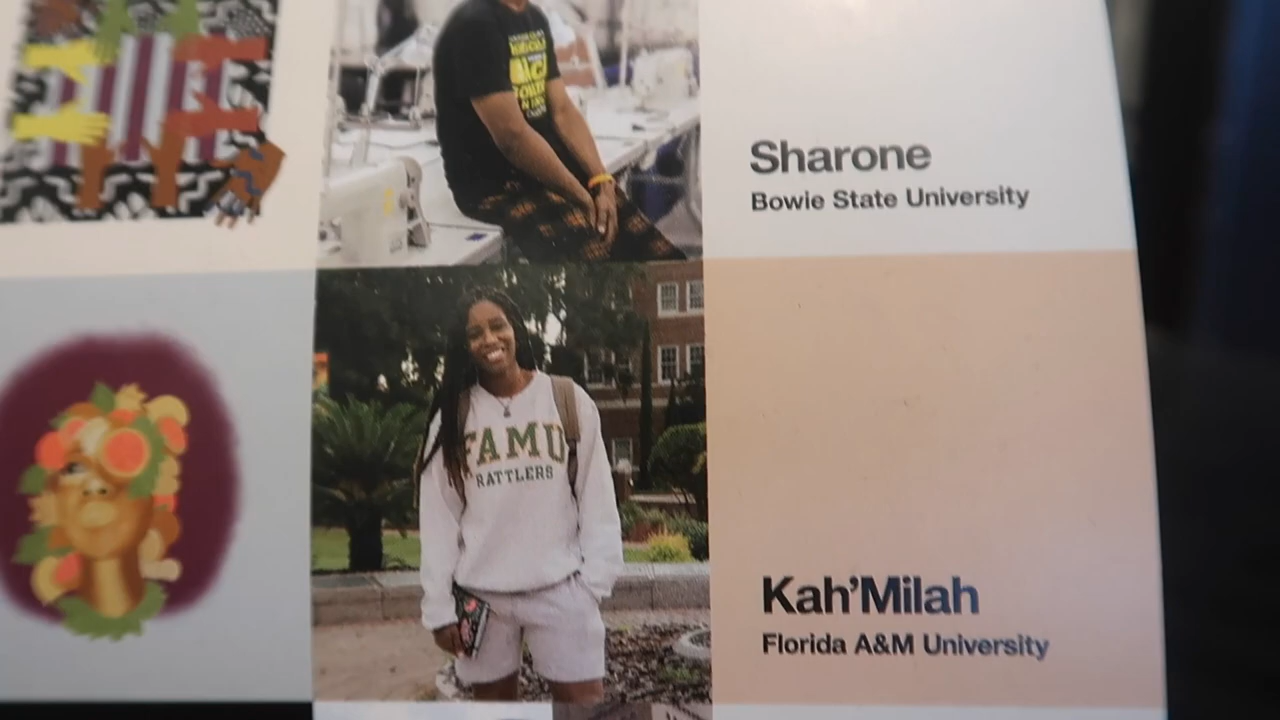 Sharone
Bowie State University
FAMU
RATTLERS
Kah'Milah
Florida A&M University